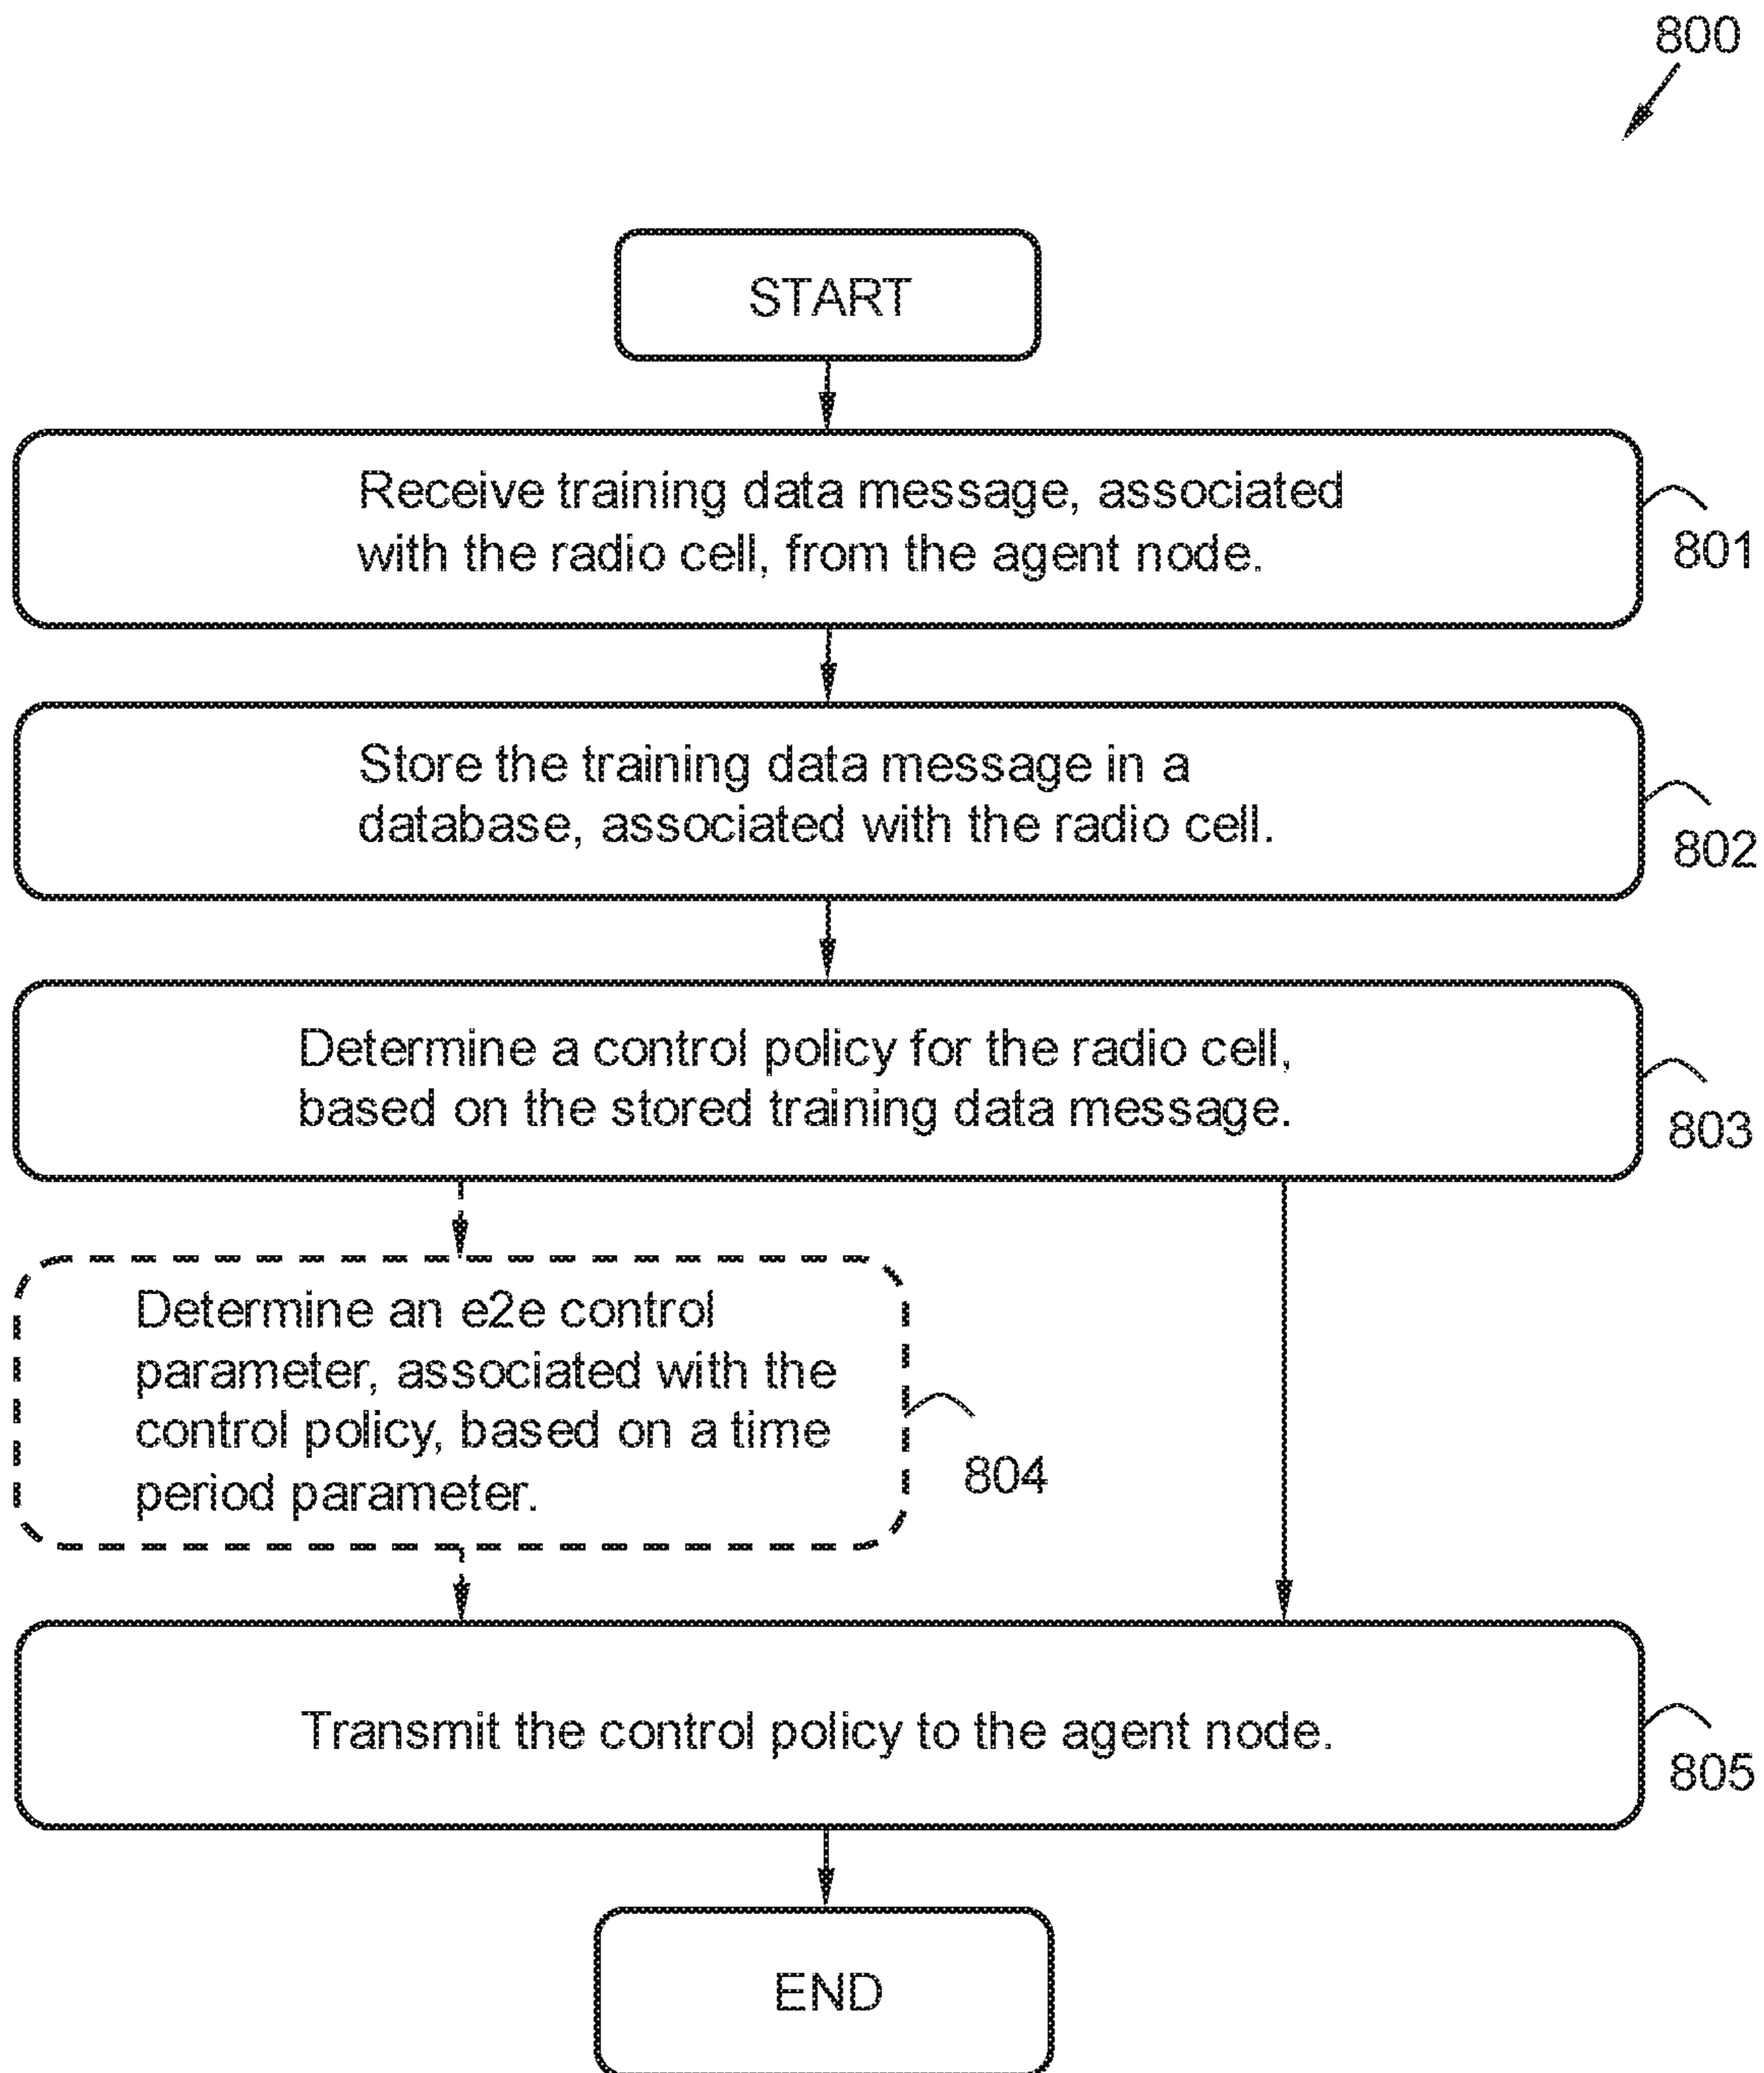 800
START
Receive training data message, associated
with the radio cell, from the agent node.
801
Store the training data message in a
database, associated with the radio cell.
802
Determine a control policy for the radio cell,
based on the stored training data message.
803
Determine an e2e control
parameter, associated with the
control policy, based on a time
period parameter.
804
Transmit the control policy to the agent node.
805
END